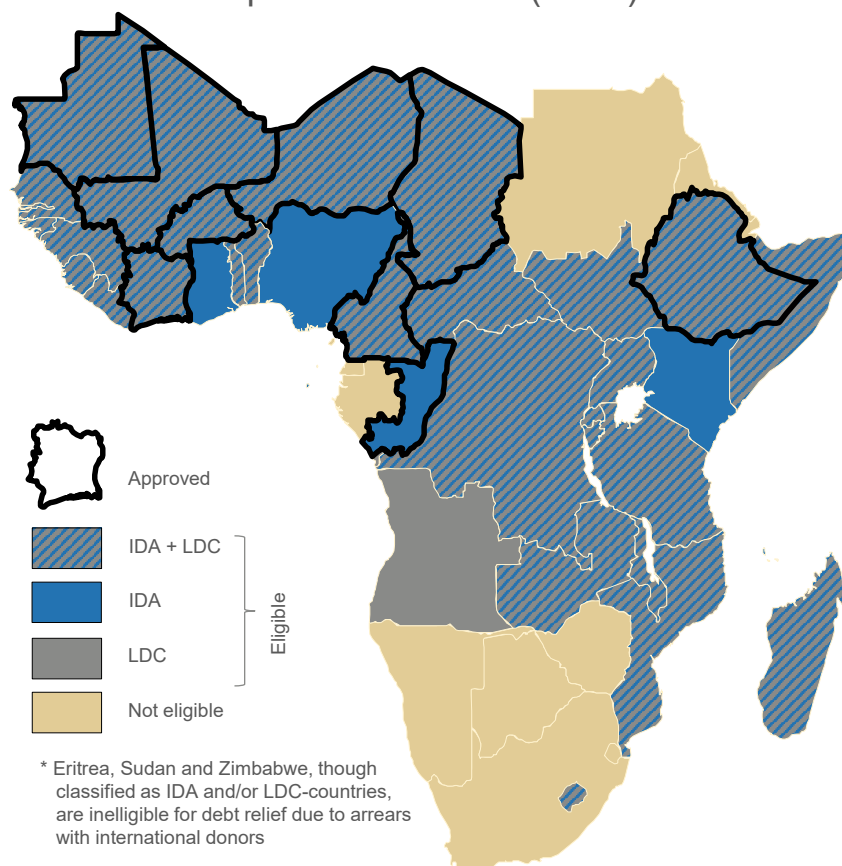 Approved
IDA + LDC
IDA
LDC
Eligible
Not eligible
* Eritrea, Sudan and Zimbabwe, though
classified as IDA and/or LDC-countries,
are ineligible for debt relief due to arrears
with international donors